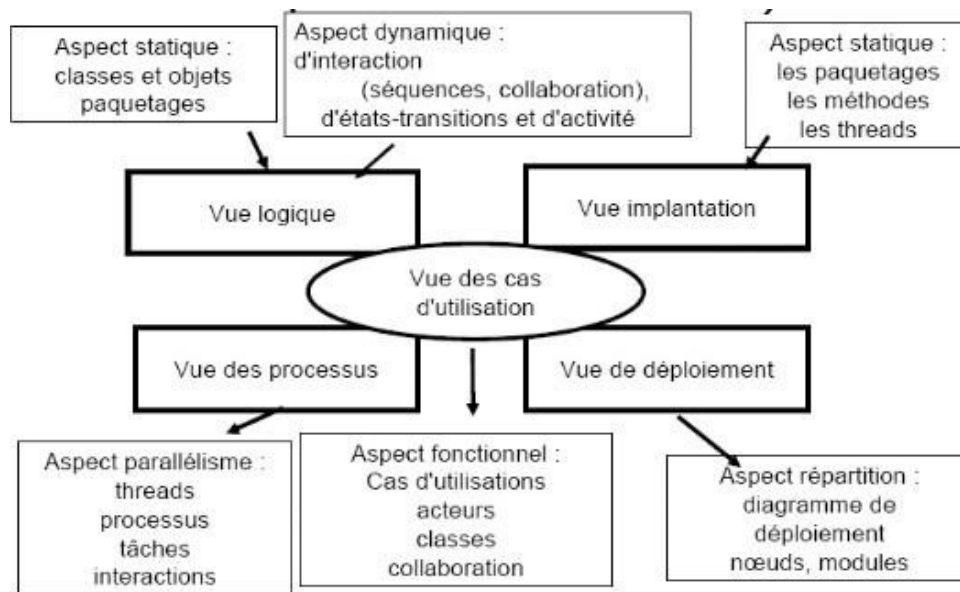 Aspect statique :
classes et objets
paquetages
Aspect dynamique :
d'interaction
(séquences, collaboration),
d'états-transitions et d'activité
Aspect statique :
les paquetages
les méthodes
les threads
Vue logique
Vue implantation
Vue des cas
d'utilisation
Vue des processus
Vue de déploiement
Aspect parallélisme :
threads
processus
tâches
interactions
Aspect fonctionnel :
Cas d'utilisations
acteurs
classes
collaboration
Aspect répartition :
diagramme de
déploiement
nœuds, modules